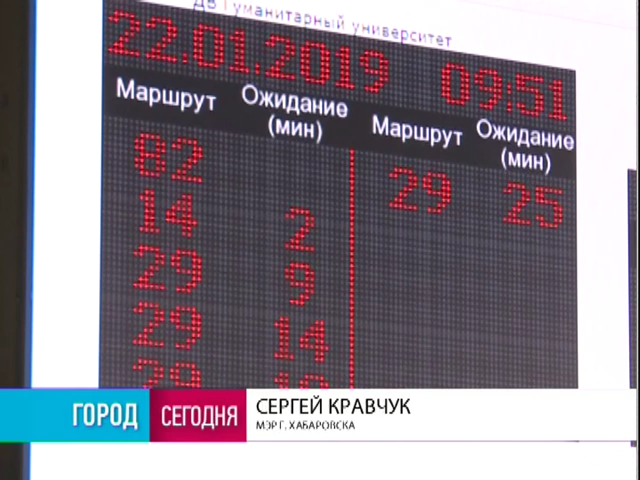 Гуманитарный университет
22.01.2019 09:51
Маршрут Ожидание (мин) Маршрут Ожидание (мин)
82 29 25
14 2
29 9
29 14
29
ГОРОД СЕГОДНЯ СЕРГЕЙ КРАВЧУК
МЭР Г. ХАБАРОВСКА